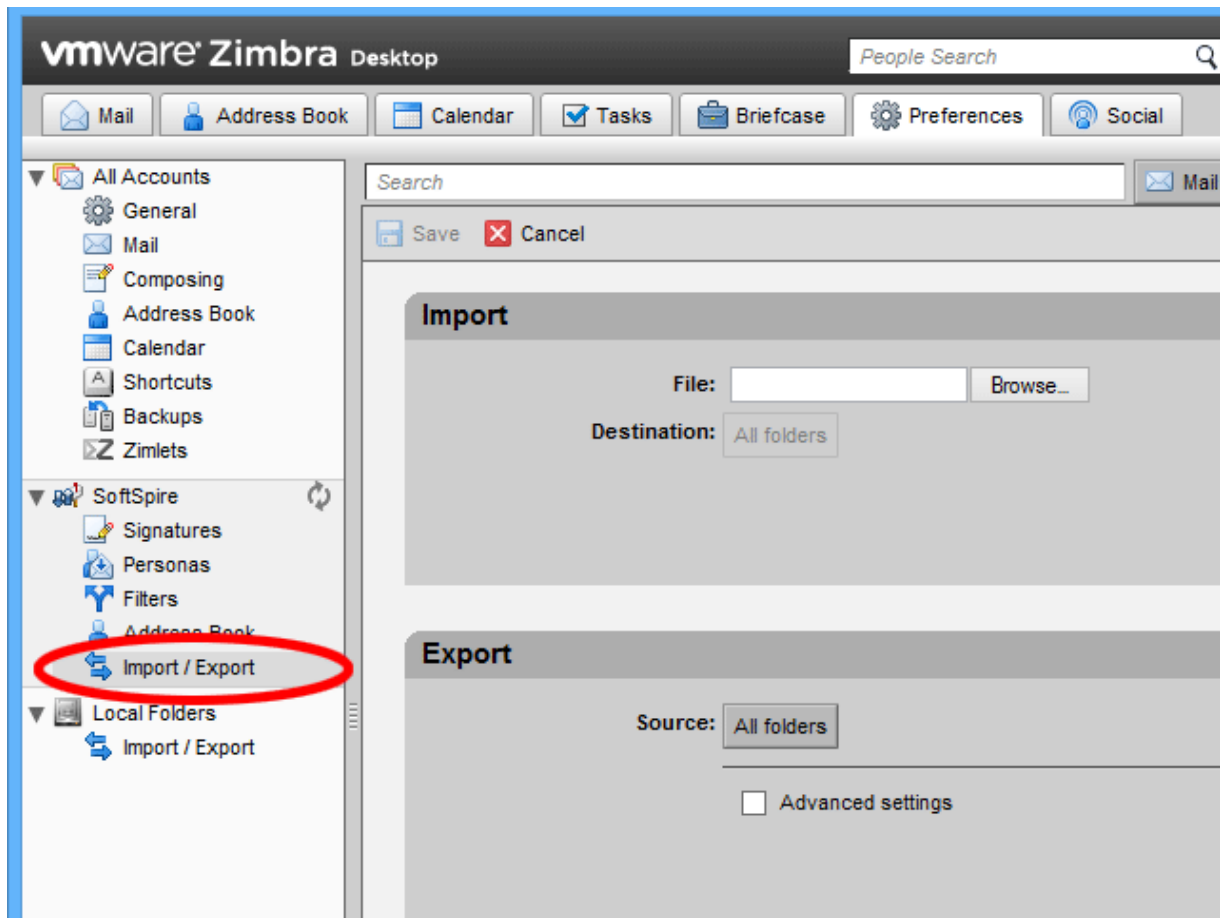 vmware Zimbra Desktop
People Search
Mail
Address Book
Calendar
Tasks
Briefcase
Preferences
Social
All Accounts
General
Mail
Composing
Address Book
Calendar
Shortcuts
Backups
Zimlets
SoftSpire
Signatures
Personas
Filters
Address Book
Import / Export
Local Folders
Import / Export
Search
Mail
Save
Cancel
Import
File:
Browse...
Destination: All folders
Export
Source: All folders
Advanced settings